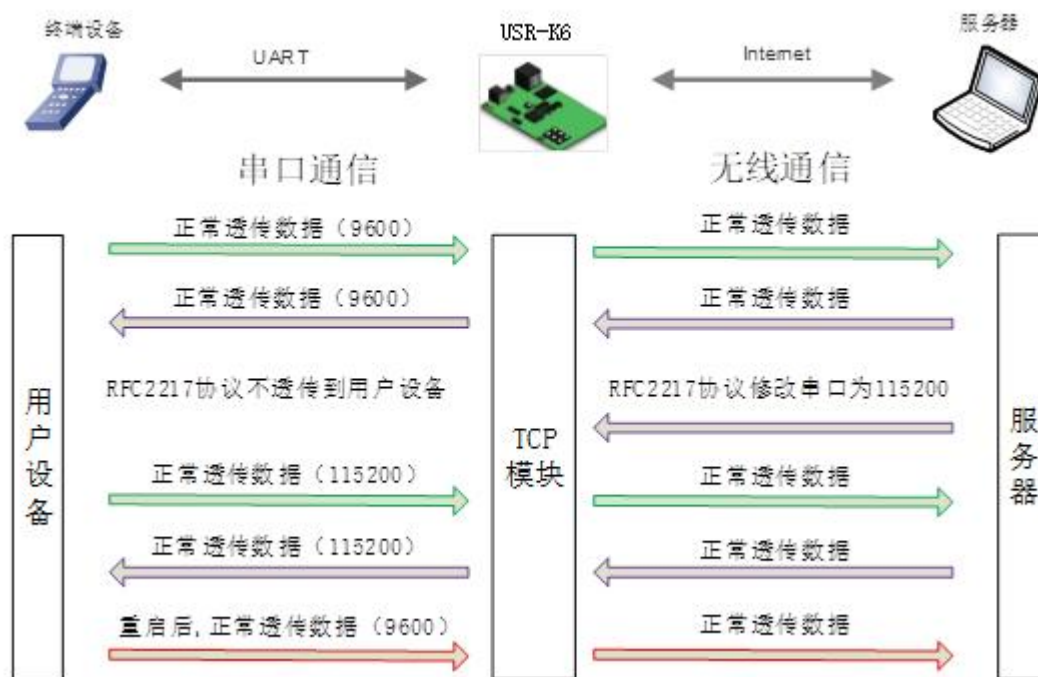 终端设备
USR-K6
服务器
UART
Internet
串口通信
无线通信
正常透传数据（9600）
正常透传数据
正常透传数据（9600）
正常透传数据
RFC2217协议不透传到用户设备
RFC2217协议修改串口为115200
用户设备
TCP
模块
服务器
正常透传数据（115200）
正常透传数据
正常透传数据（115200）
正常透传数据
重启后,正常透传数据（9600）
正常透传数据